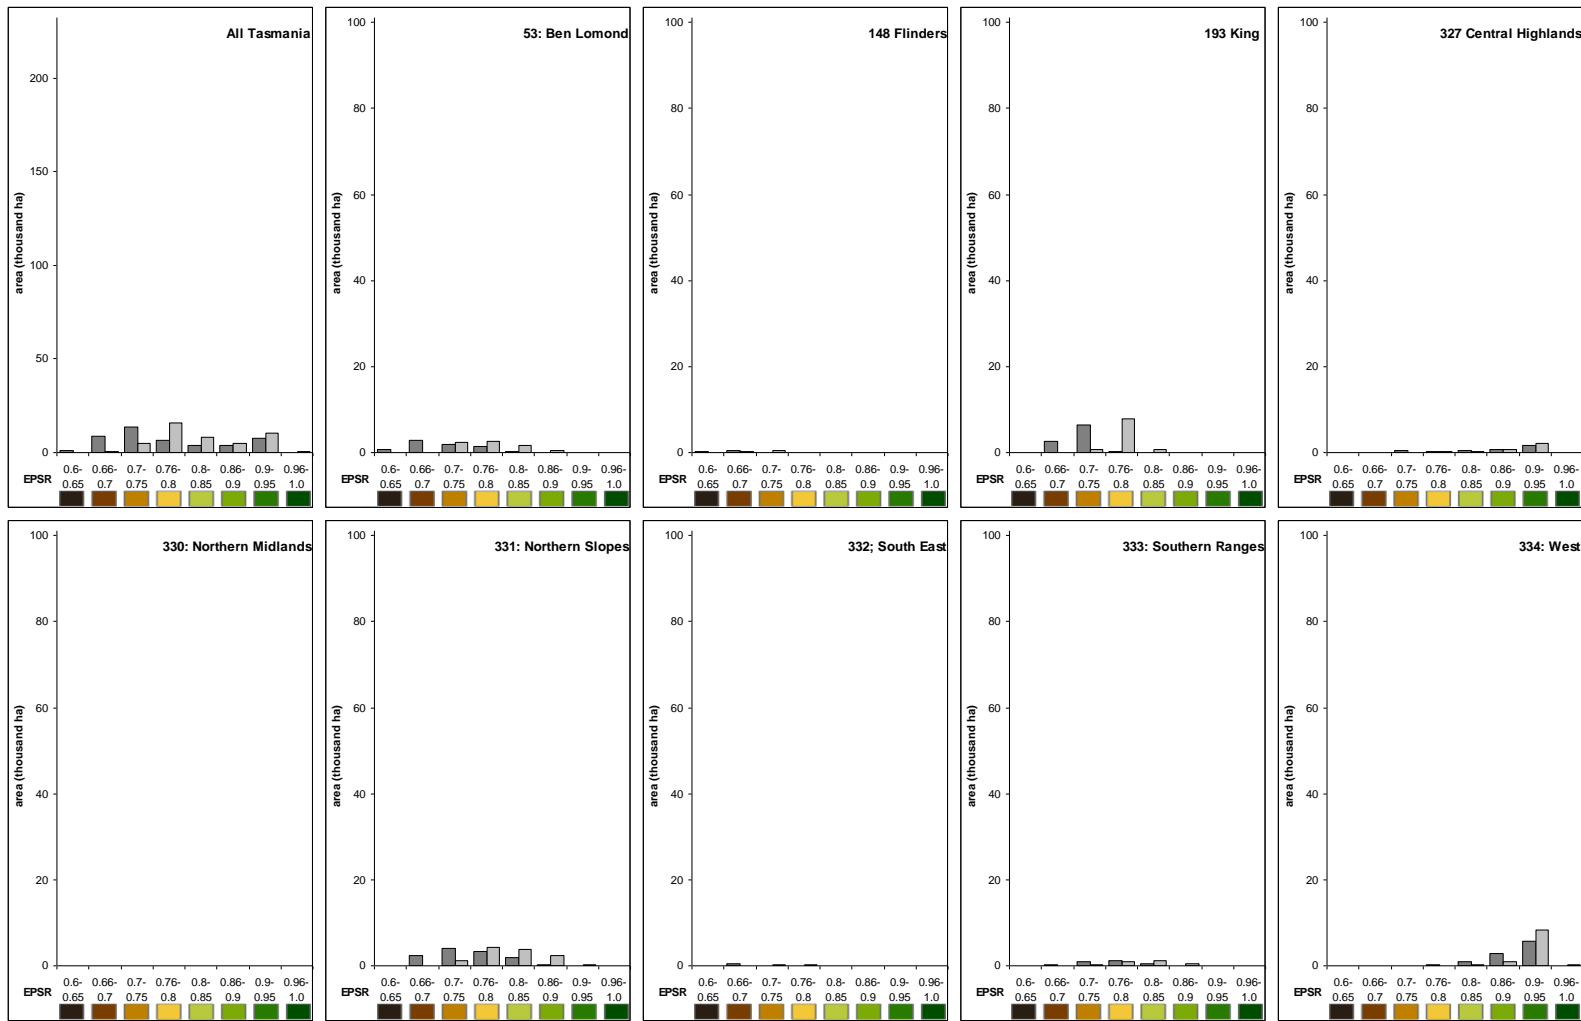 All Tasmania
200
150
100
50
0
area (thousand ha)
EPSR
0.6- 0.66- 0.7- 0.76- 0.8- 0.86- 0.9- 0.96-
0.65 0.7 0.75 0.8 0.85 0.9 0.95 1.0
53: Ben Lomond
100
80
60
40
20
0
area (thousand ha)
EPSR
0.6- 0.66- 0.7- 0.76- 0.8- 0.86- 0.9- 0.96-
0.65 0.7 0.75 0.8 0.85 0.9 0.95 1.0
148 Flinders
100
80
60
40
20
0
area (thousand ha)
EPSR
0.6- 0.66- 0.7- 0.76- 0.8- 0.86- 0.9- 0.96-
0.65 0.7 0.75 0.8 0.85 0.9 0.95 1.0
193 King
100
80
60
40
20
0
area (thousand ha)
EPSR
0.6- 0.66- 0.7- 0.76- 0.8- 0.86- 0.9- 0.96-
0.65 0.7 0.75 0.8 0.85 0.9 0.95 1.0
327 Central Highlands
100
80
60
40
20
0
area (thousand ha)
EPSR
0.6- 0.66- 0.7- 0.76- 0.8- 0.86- 0.9- 0.96-
0.65 0.7 0.75 0.8 0.85 0.9 0.95 1.0
330: Northern Midlands
100
80
60
40
20
0
area (thousand ha)
EPSR
0.6- 0.66- 0.7- 0.76- 0.8- 0.86- 0.9- 0.96-
0.65 0.7 0.75 0.8 0.85 0.9 0.95 1.0
331: Northern Slopes
100
80
60
40
20
0
area (thousand ha)
EPSR
0.6- 0.66- 0.7- 0.76- 0.8- 0.86- 0.9- 0.96-
0.65 0.7 0.75 0.8 0.85 0.9 0.95 1.0
332; South East
100
80
60
40
20
0
area (thousand ha)
EPSR
0.6- 0.66- 0.7- 0.76- 0.8- 0.86- 0.9- 0.96-
0.65 0.7 0.75 0.8 0.85 0.9 0.95 1.0
333: Southern Ranges
100
80
60
40
20
0
area (thousand ha)
EPSR
0.6- 0.66- 0.7- 0.76- 0.8- 0.86- 0.9- 0.96-
0.65 0.7 0.75 0.8 0.85 0.9 0.95 1.0
334: West
100
80
60
40
20
0
area (thousand ha)
EPSR
0.6- 0.66- 0.7- 0.76- 0.8- 0.86- 0.9- 0.96-
0.65 0.7 0.75 0.8 0.85 0.9 0.95 1.0